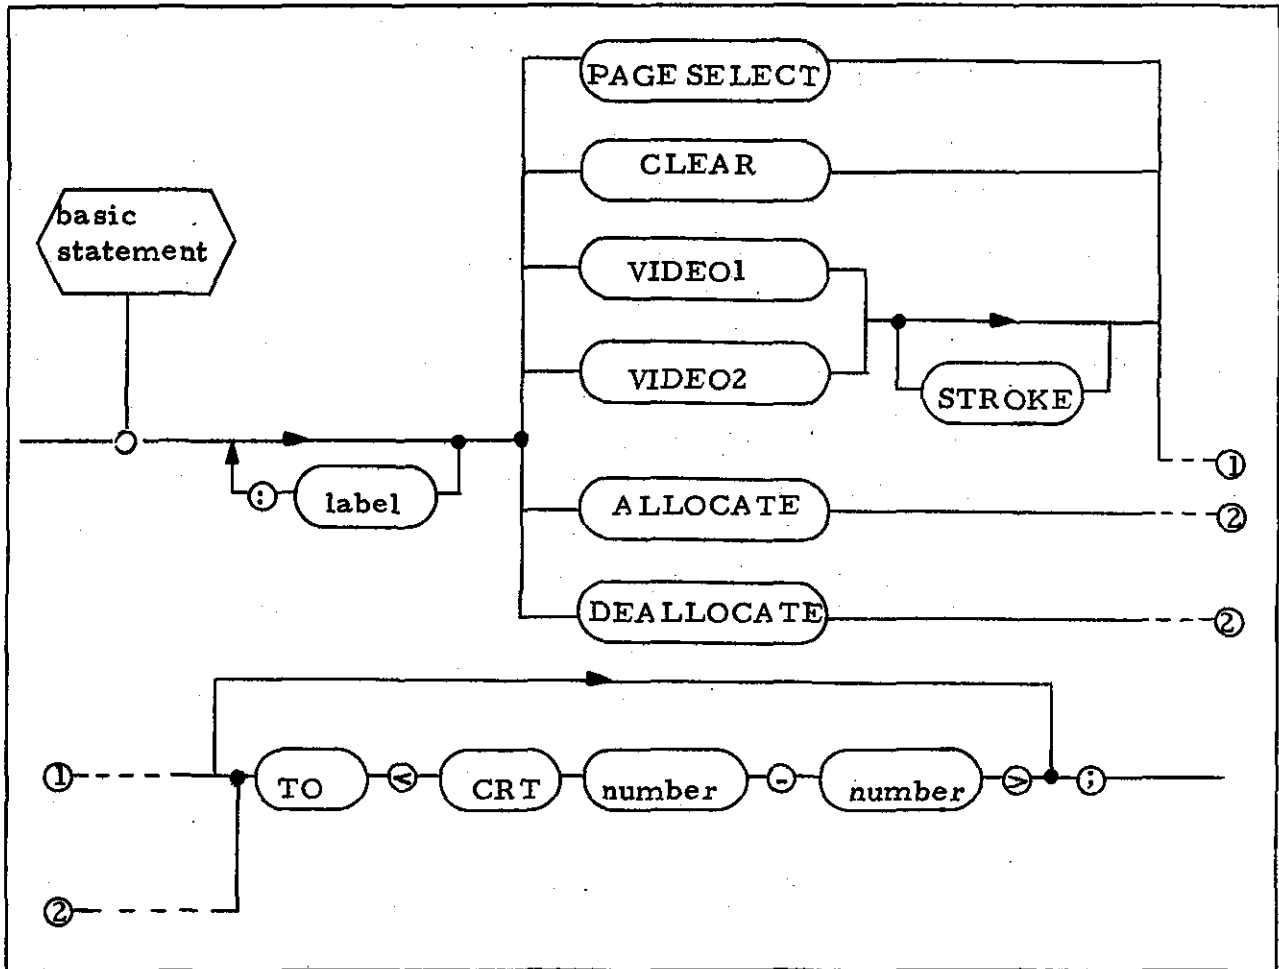 PAGE SELECT
CLEAR
basic
statement
VIDEO1
VIDEO2
STROKE
①
: label
ALLOCATE
②
DEALLOCATE
②
① TO < CRT number - number > ;
②